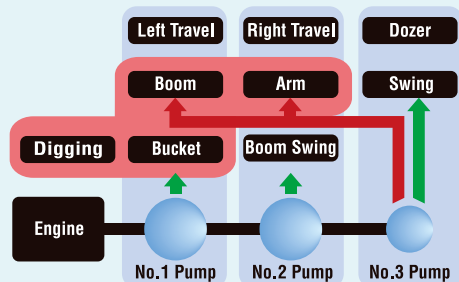 Left Travel
Right Travel
Dozer
Boom
Arm
Swing
Digging
Bucket
Boom Swing
Engine
No.1 Pump
No.2 Pump
No.3 Pump